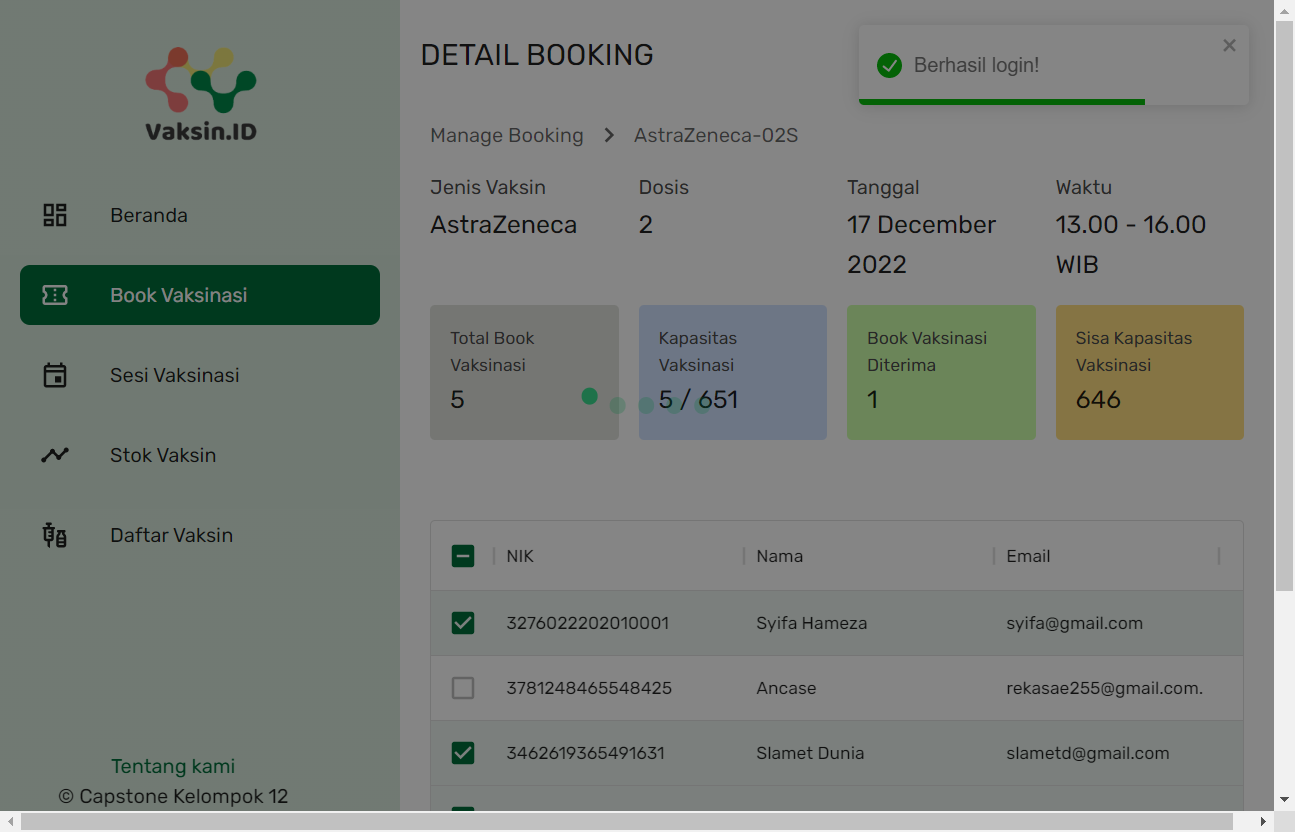 DETAIL BOOKING
Berhasil login!
Vaksin.ID
Manage Booking > AstraZeneca-02S
Jenis Vaksin
AstraZeneca
Dosis
2
Tanggal
17 December
2022
Waktu
13.00 - 16.00
WIB
Beranda
Book Vaksinasi
Sesi Vaksinasi
Stok Vaksin
Daftar Vaksin
Total Book
Vaksinasi
5
Kapasitas
Vaksinasi
5 / 651
Book Vaksinasi
Diterima
1
Sisa Kapasitas
Vaksinasi
646
NIK Nama Email
3276022202010001 Syifa Hameza syifa@gmail.com
3781248465548425 Ancase rekasae255@gmail.com.
3462619365491631 Slamet Dunia slametd@gmail.com
Tentang kami
© Capstone Kelompok 12